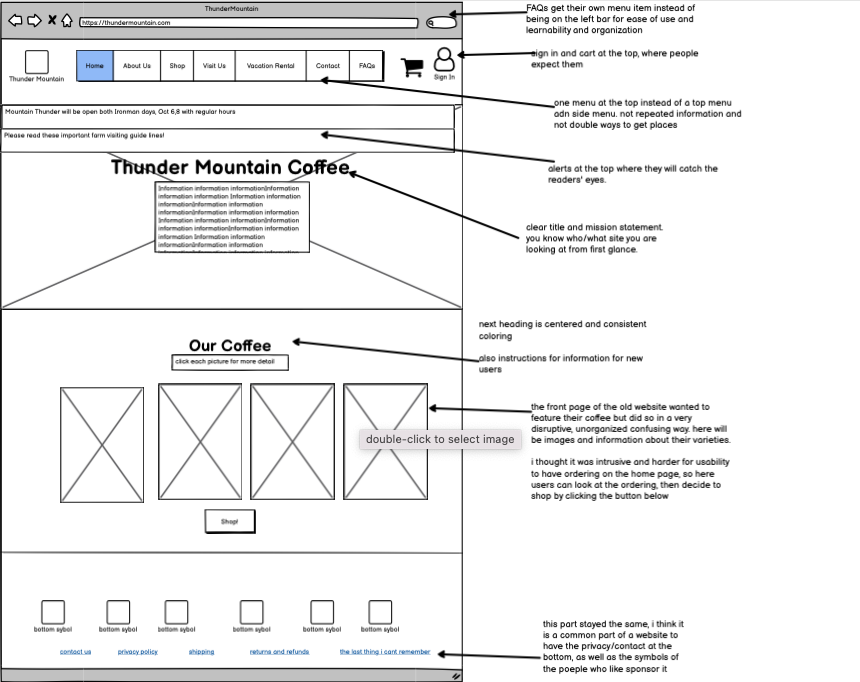 ThunderMountain
https://thundermountain.com
Thunder Mountain
Home
About Us
Shop
Visit Us
Vacation Rental
Contact
FAQs
Sign In
Mountain Thunder will be open both Ironman days, Oct 6,8 with regular hours
Please read these important farm visiting guide lines!
Thunder Mountain Coffee
Information information informationInformation
information information Information information
informationInformation information
informationInformation information information
Information information informationInformation
information informationInformation information
information Information information
informationInformation information
information informationInformation information
Our Coffee
click each picture for more detail
double-click to select image
Shop!
bottom sybol
bottom sybol
bottom sybol
bottom sybol
bottom sybol
bottom sybol
contact us
privacy policy
shipping
returns and refunds
the last thing i cant remember
FAQs get their own menu item instead of
being on the left bar for ease of use and
learnability and organization
sign in and cart at the top, where people
expect them
one menu at the top instead of a top menu
adn side menu. not repeated information and
not double ways to get places
alerts at the top where they will catch the
readers' eyes.
clear title and mission statement.
you know who/what site you are
looking at from first glance.
next heading is centered and consistent
coloring
also instructions for information for new
users
the front page of the old website wanted to
feature their coffee but did so in a very
disruptive, unorganized confusing way. here will
be images and information about their varieties.
i thought it was intrusive and harder for usability
to have ordering on the home page, so here
users can look at the ordering, then decide to
shop by clicking the button below
this part stayed the same, i think it
is a common part of a website to
have the privacy/contact at the
bottom, as well as the symbols of
the poeple who like sponsor it